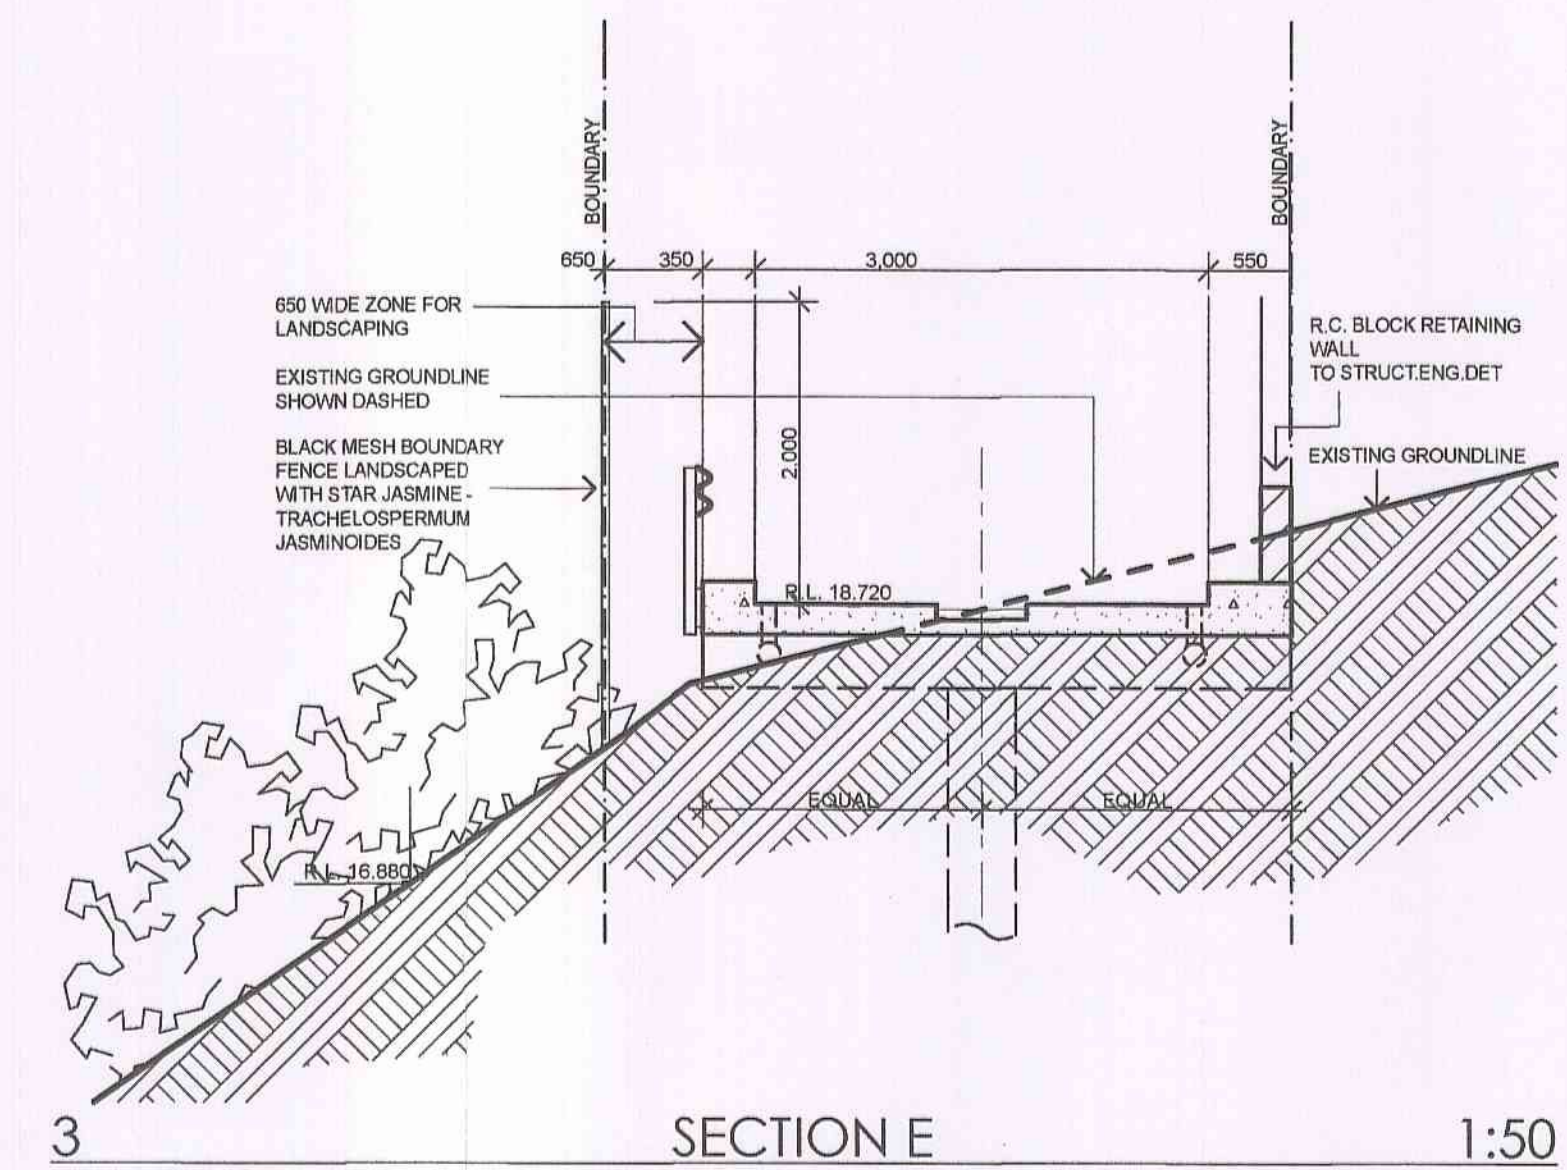 BOUNDARY
BOUNDARY
650 350 3,000 550
650 WIDE ZONE FOR
LANDSCAPING
EXISTING GROUNDLINE
SHOWN DASHED
BLACK MESH BOUNDARY
FENCE LANDSCAPED
WITH STAR JASMINE -
TRACHELOSPERMUM
JASMINOIDES
2,000
R.C. BLOCK RETAINING
WALL
TO STRUCT.ENG.DET
EXISTING GROUNDLINE
R.L. 18.720
EQUAL EQUAL
R.L. 16.880
3 SECTION E 1:50